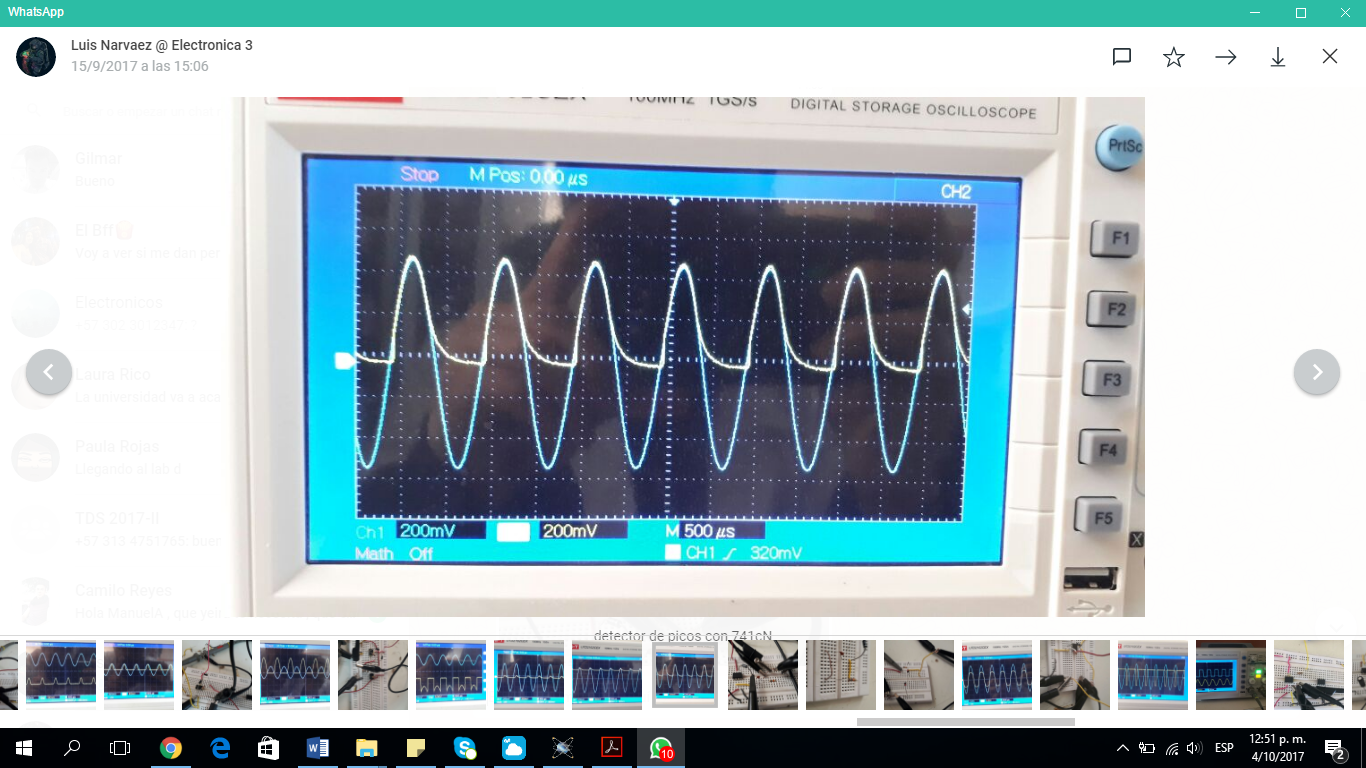 WhatsApp
Luis Narvaez @ Electronica 3
15/9/2017 a las 15:06
100MHz 1GS/s
DIGITAL STORAGE OSCILLOSCOPE
PrtSc
Stop
M Pos: 0.00 µs
CH2
F1
F2
F3
F4
F5
Ch1 200mV
200mV
M 500 µs
Math Off
CH1
320mV
Gilmar
Bueno
El Bff
Voy a ver si me dan per
Electronicos
Laura Rico
La universidad va a aca
Paula Rojas
Llegando al lab d
TDS 2017-II
Camilo Reyes
detector de picos con 741cN
10
ESP
12:51 p. m.
4/10/2017
2